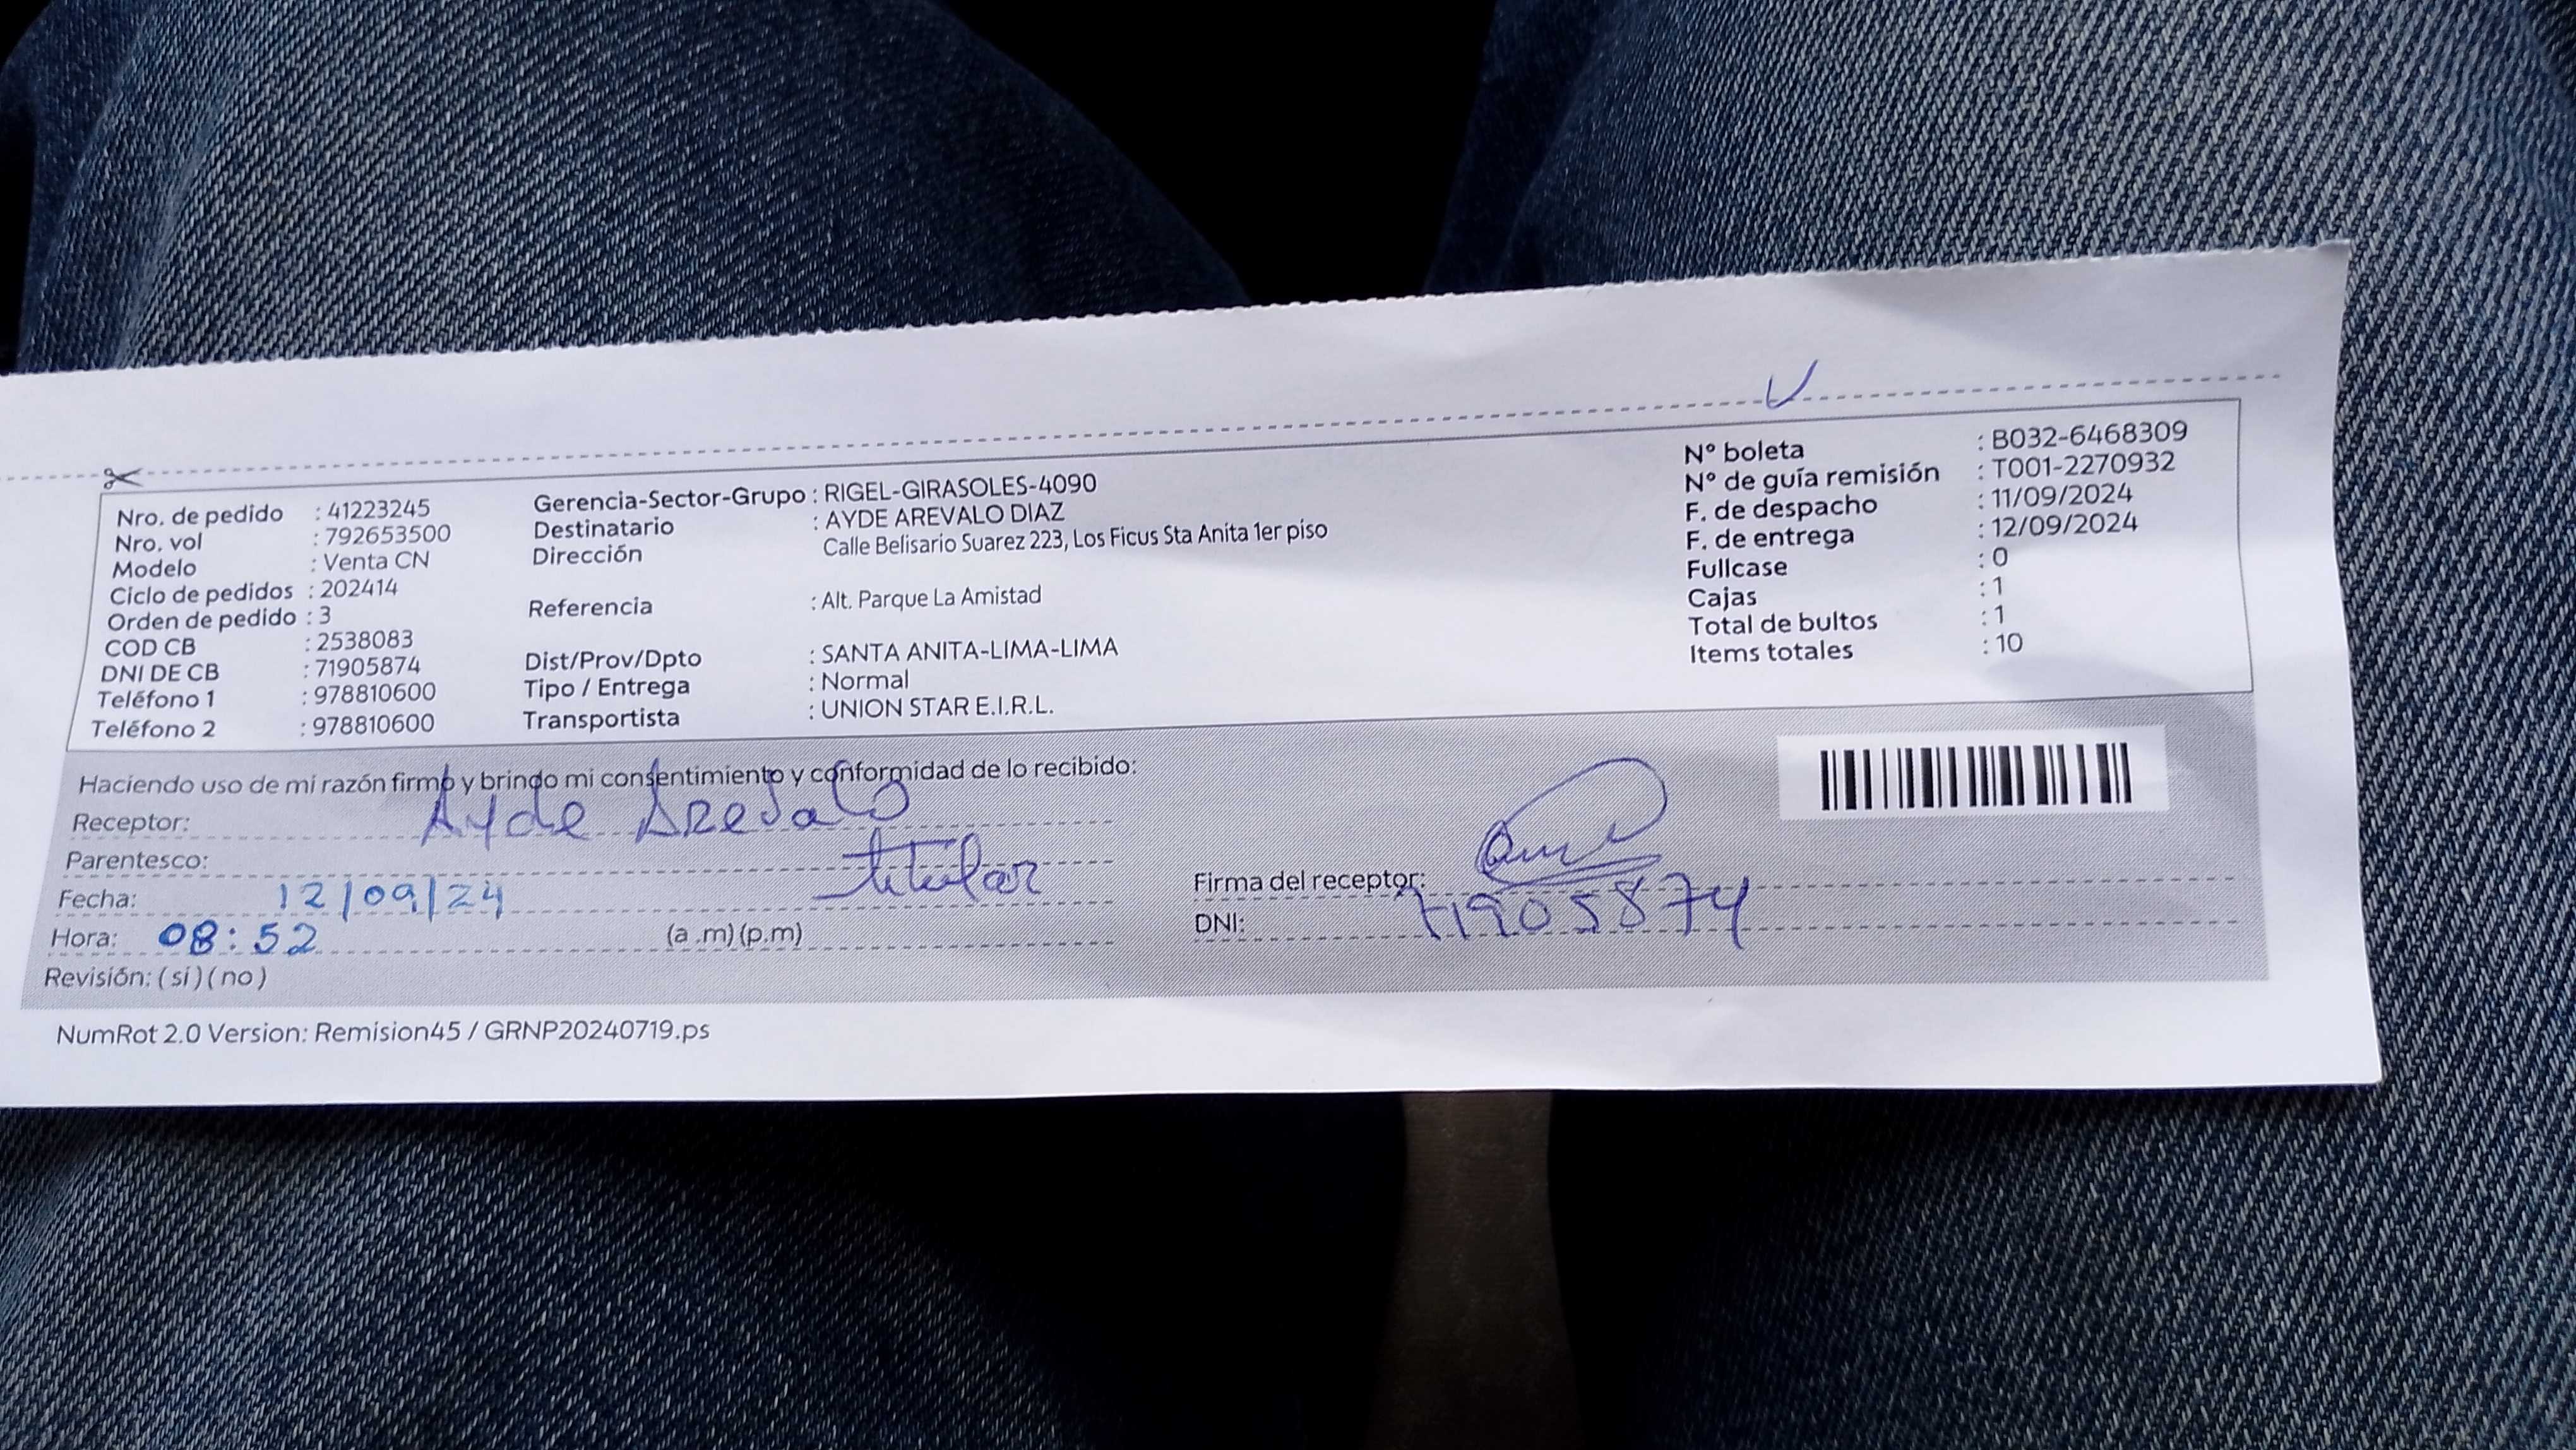 Nro. de pedido : 41223245
Nro. vol : 792653500
Modelo : Venta CN
Ciclo de pedidos : 202414
Orden de pedido : 3
COD CB : 2538083
DNI DE CB : 71905874
Teléfono 1 : 978810600
Teléfono 2 : 978810600
Gerencia-Sector-Grupo : RIGEL-GIRASOLES-4090
Destinatario : AYDE AREVALO DIAZ
Dirección Calle Belisario Suarez 223, Los Ficus Sta Anita 1er piso
Referencia : Alt. Parque La Amistad
Dist/Prov/Dpto : SANTA ANITA-LIMA-LIMA
Tipo / Entrega : Normal
Transportista : UNION STAR E.I.R.L.
N° boleta : B032-6468309
N° de guía remisión : T001-2270932
F. de despacho : 11/09/2024
F. de entrega : 12/09/2024
Fullcase : 0
Cajas : 1
Total de bultos : 1
Items totales : 10
Haciendo uso de mi razón firmo y brindo mi consentimiento y conformidad de lo recibido:
Receptor: Ayde Arevalo
Parentesco: titular
Fecha: 12/09/24
Hora: 08:52 (a .m)(p.m)
Revisión: (si)(no)
Firma del receptor:
DNI: 71905874
NumRot 2.0 Version: Remision45 / GRNP20240719.ps